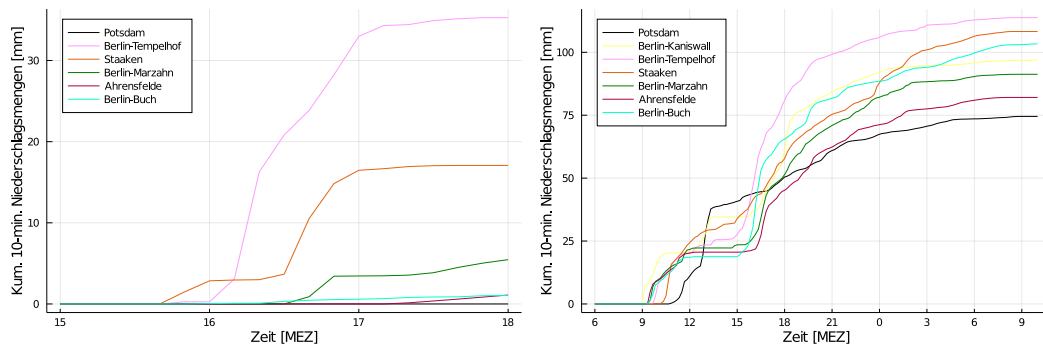 Kum. 10-min. Niederschlagsmengen [mm]
30
20
10
0
Potsdam
Berlin-Tempelhof
Staaken
Berlin-Marzahn
Ahrensfelde
Berlin-Buch
15 16 17 18
Zeit [MEZ]
Kum. 10-min. Niederschlagsmengen [mm]
100
75
50
25
0
Potsdam
Berlin-Kaniswall
Berlin-Tempelhof
Staaken
Berlin-Marzahn
Ahrensfelde
Berlin-Buch
6 9 12 15 18 21 0 3 6 9
Zeit [MEZ]